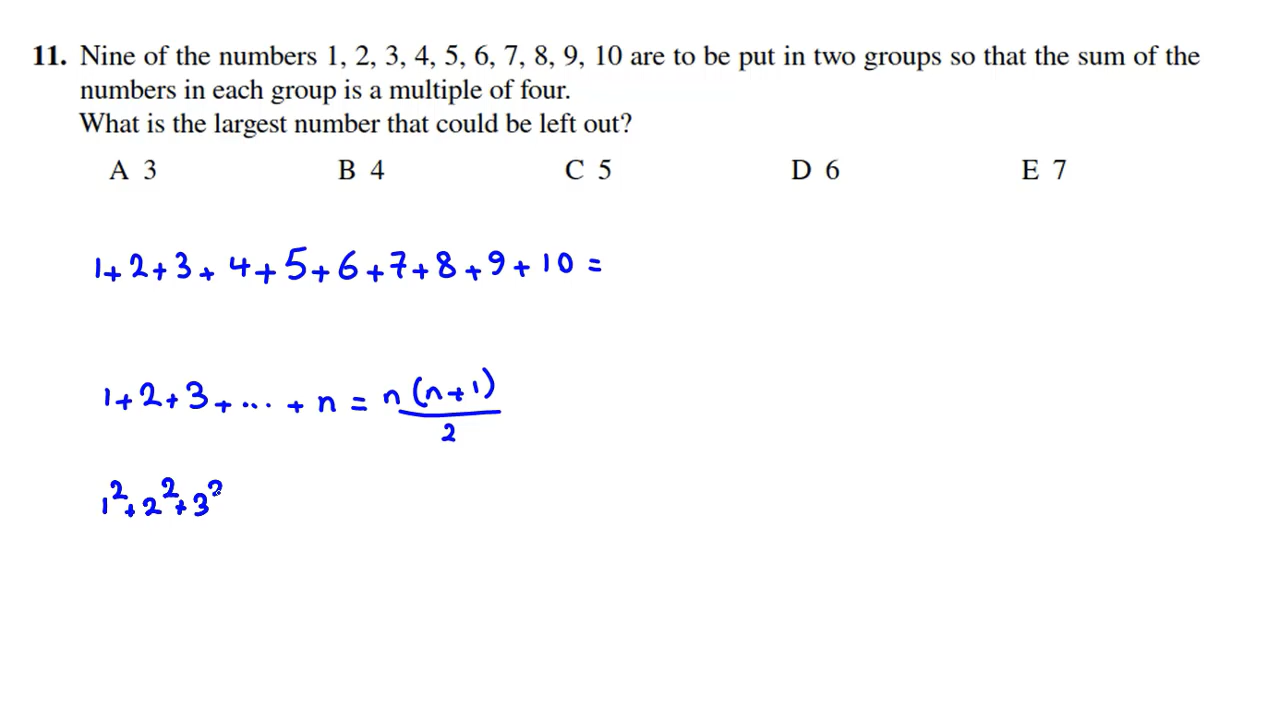 11. Nine of the numbers 1, 2, 3, 4, 5, 6, 7, 8, 9, 10 are to be put in two groups so that the sum of the
numbers in each group is a multiple of four.
What is the largest number that could be left out?
A 3 B 4 C 5 D 6 E 7
1+2+3+4+5+6+7+8+9+10 =
1+2+3+...+n = n(n+1)/2
1²+2²+3²